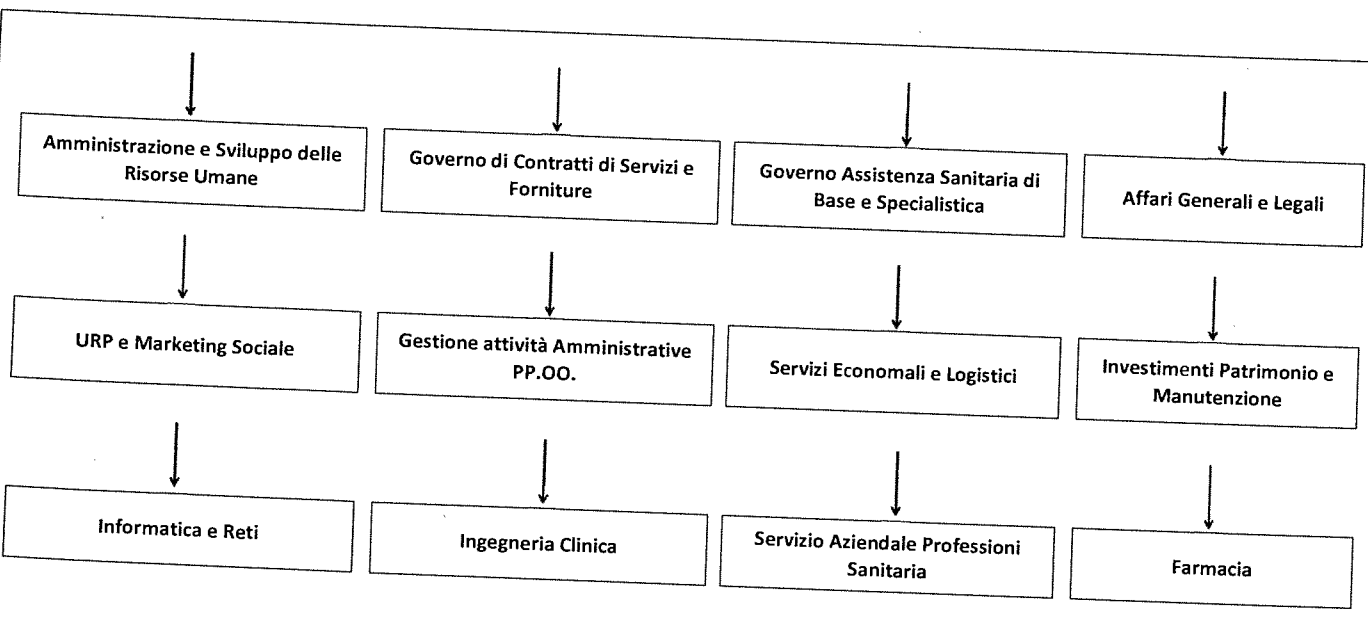 Amministrazione e Sviluppo delle
Risorse Umane
Governo di Contratti di Servizi e
Forniture
Governo Assistenza Sanitaria di
Base e Specialistica
Affari Generali e Legali
URP e Marketing Sociale
Gestione attività Amministrative
PP.OO.
Servizi Economali e Logistici
Investimenti Patrimonio e
Manutenzione
Informatica e Reti
Ingegneria Clinica
Servizio Aziendale Professioni
Sanitaria
Farmacia